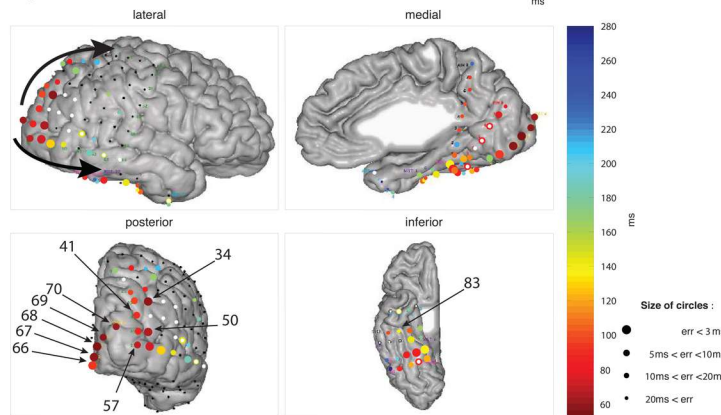 ms
lateral
medial
280
260
240
220
200
180
160
140
120
100
80
60
ms
posterior
inferior
41
34
70
69
68
67
66
50
57
83
Size of circles :
err < 3 m
5ms < err <10m
10ms < err <20m
20ms < err